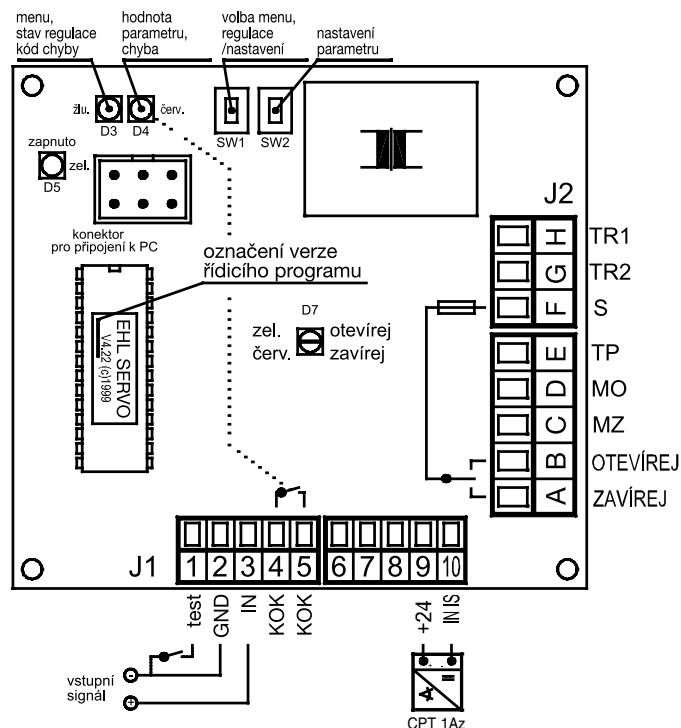 menu,
stav regulace
kód chyby
hodnota
parametru,
chyba
volba menu,
regulace
/nastavení
nastavení
parametru
žlu.
D3
D4
červ.
SW1
SW2
zapnuto
zel.
D5
konektor
pro připojení k PC
označení verze
řídicího programu
EHL SERVO
V4.22 (c)1999
D7
zel.
otevírej
červ.
zavírej
J2
H TR1
G TR2
F S
E TP
D MO
C MZ
B OTEVÍREJ
A ZAVÍREJ
J1
1 2 3 4 5 6 7 8 9 10
test
GND
IN
KOK
KOK
+24
IN IS
vstupní
signál
CPT 1Az